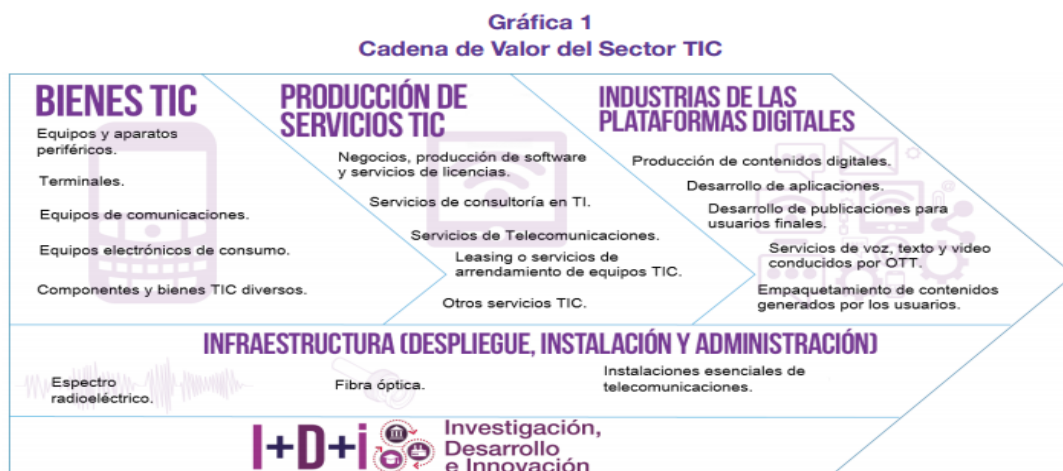 Gráfica 1
Cadena de Valor del Sector TIC
BIENES TIC
Equipos y aparatos
periféricos.
Terminales.
Equipos de comunicaciones.
Equipos electrónicos de consumo.
Componentes y bienes TIC diversos.
PRODUCCIÓN DE
SERVICIOS TIC
Negocios, producción de software
y servicios de licencias.
Servicios de consultoría en TI.
Servicios de Telecomunicaciones.
Leasing o servicios de
arrendamiento de equipos TIC.
Otros servicios TIC.
INDUSTRIAS DE LAS
PLATAFORMAS DIGITALES
Producción de contenidos digitales.
Desarrollo de aplicaciones.
Desarrollo de publicaciones para
usuarios finales.
Servicios de voz, texto y video
conducidos por OTT.
Empaquetamiento de contenidos
generados por los usuarios.
INFRAESTRUCTURA (DESPLIEGUE, INSTALACIÓN Y ADMINISTRACIÓN)
Espectro
radioeléctrico.
Fibra óptica.
Instalaciones esenciales de
telecomunicaciones.
I+D+i
Investigación,
Desarrollo
e Innovación